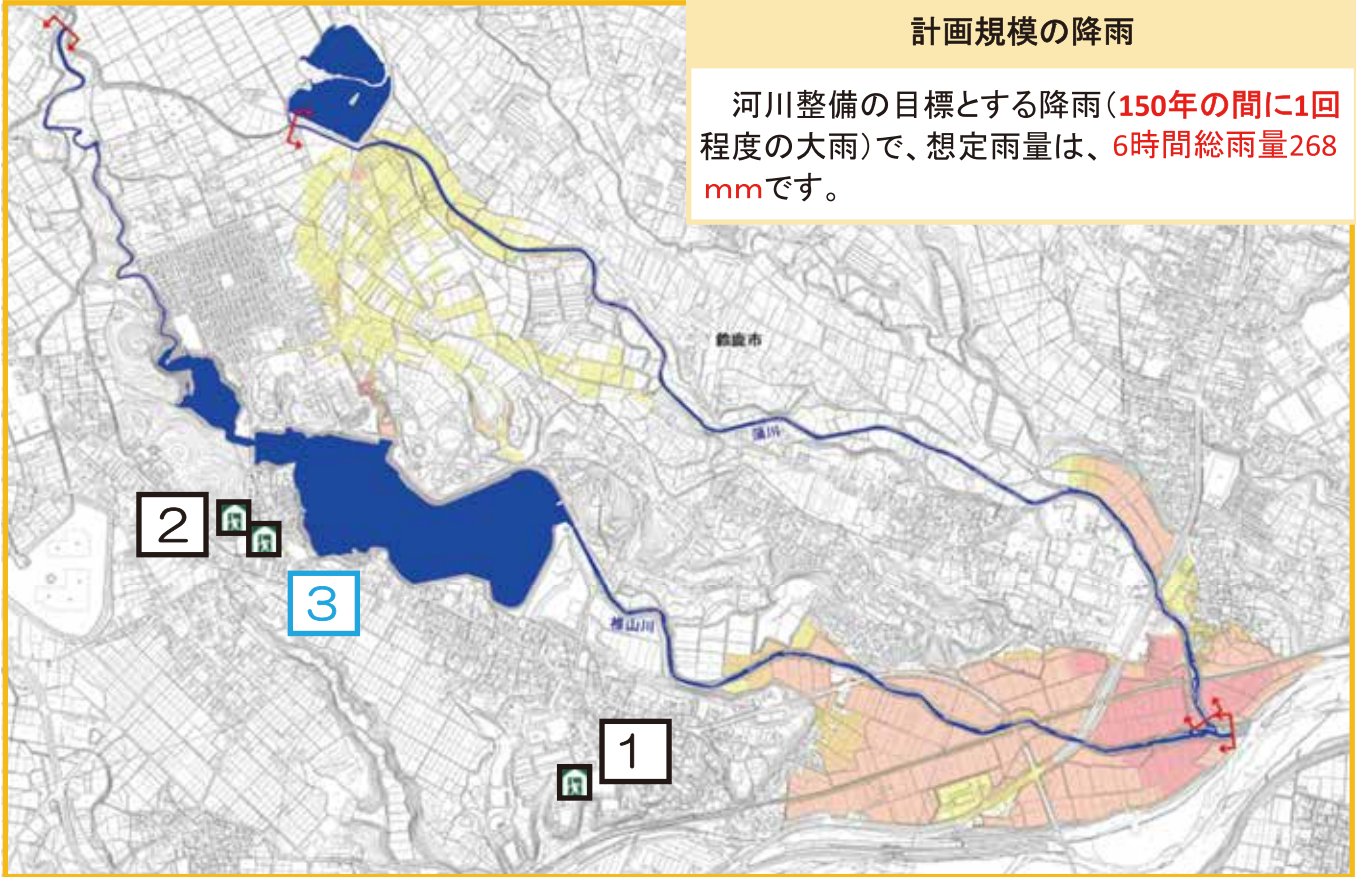 計画規模の降雨
河川整備の目標とする降雨(150年の間に1回
程度の大雨)で、想定雨量は、6時間総雨量268
mmです。
鈴鹿市
蒲川
椎山川
2
3
1